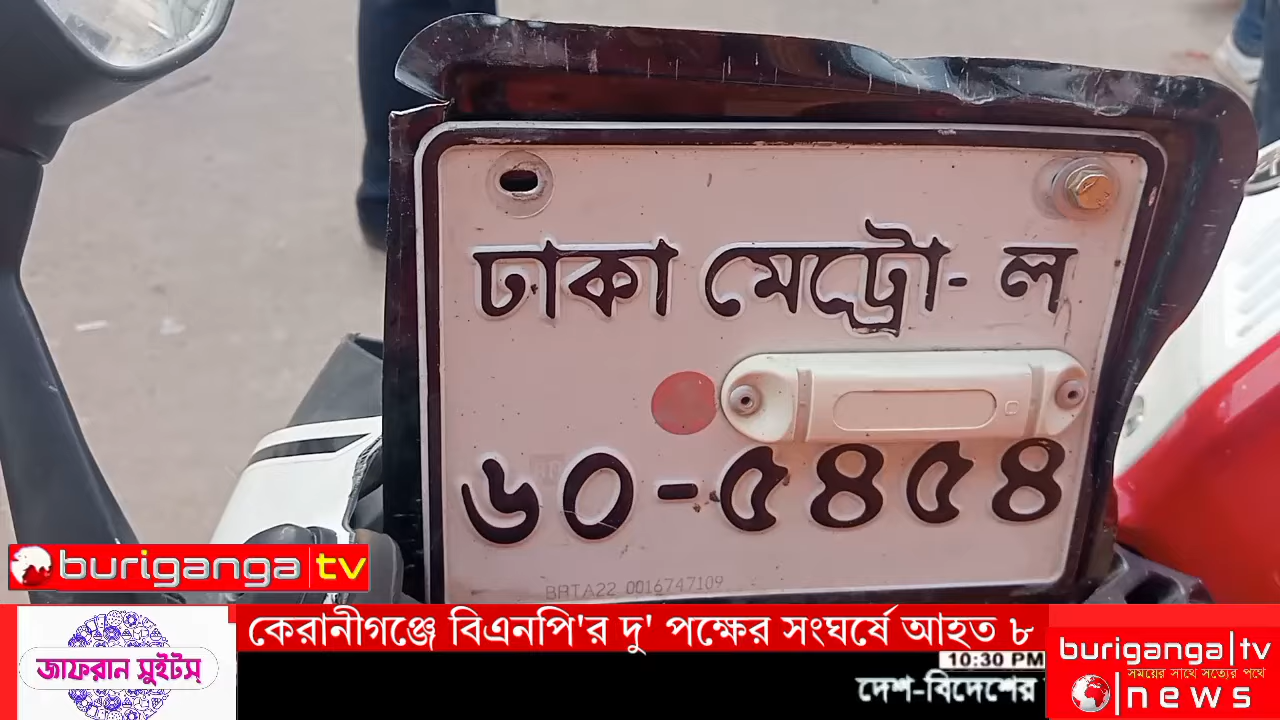 ঢাকা মেট্রো- ল
৬০-৫৪৫৪
BRTA22 0016747109
buriganga tv
জাফরান সুইটস্
কেরানীগঞ্জে বিএনপি'র দু' পক্ষের সংঘর্ষে আহত ৮
10:30 PM
দেশ-বিদেশের
buriganga|tv
সময়ের সাথে সত্যের পথে
news